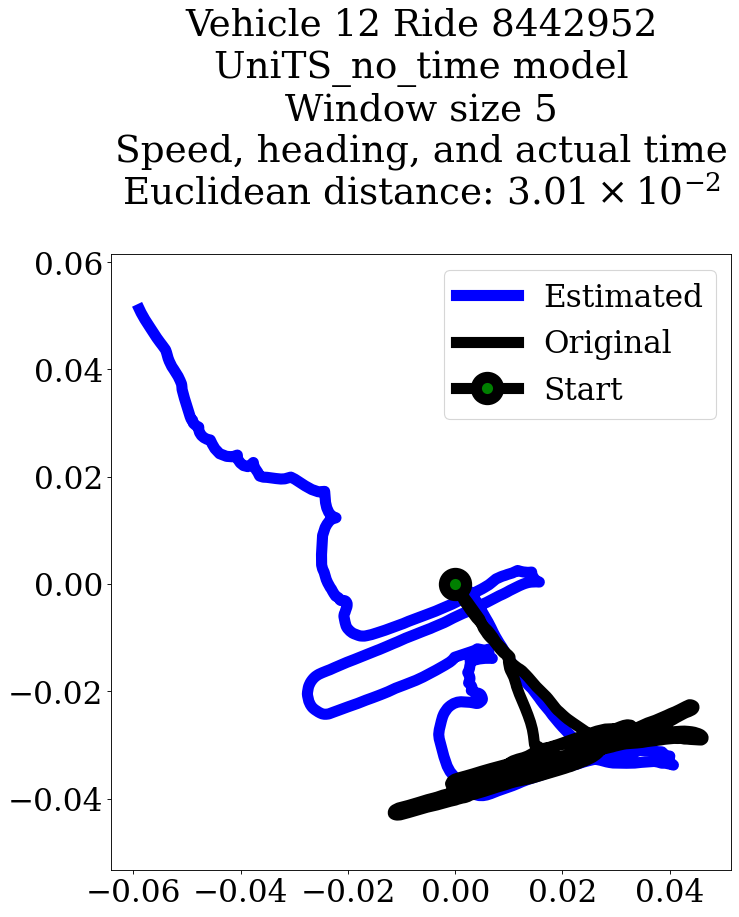 Vehicle 12 Ride 8442952
UniTS_no_time model
Window size 5
Speed, heading, and actual time
Euclidean distance: 3.01 × 10⁻²
0.06
Estimated
Original
Start
0.04
0.02
0.00
−0.02
−0.04
−0.06 −0.04 −0.02 0.00 0.02 0.04